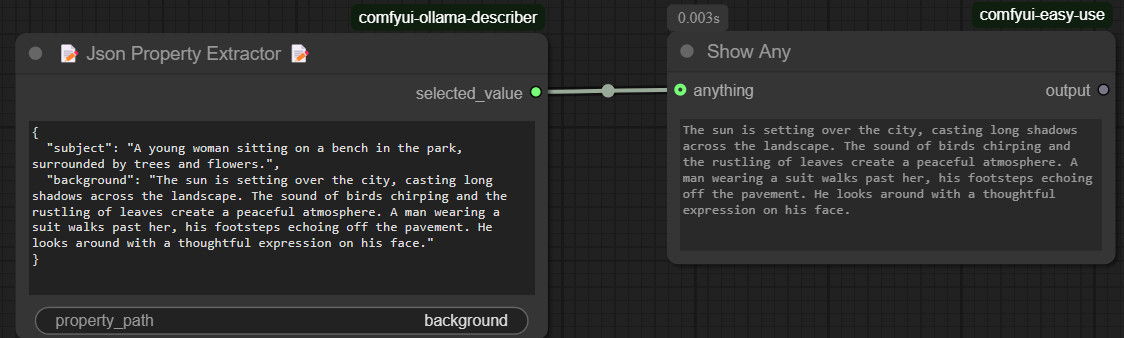 comfyui-ollama-describer
📝 Json Property Extractor 📝
selected_value
{
"subject": "A young woman sitting on a bench in the park,
surrounded by trees and flowers.",
"background": "The sun is setting over the city, casting long
shadows across the landscape. The sound of birds chirping and the
rustling of leaves create a peaceful atmosphere. A man wearing a
suit walks past her, his footsteps echoing off the pavement. He
looks around with a thoughtful expression on his face."
}
property_path background
0.003s
comfyui-easy-use
Show Any
anything output
The sun is setting over the city, casting long shadows
across the landscape. The sound of birds chirping and
the rustling of leaves create a peaceful atmosphere. A
man wearing a suit walks past her, his footsteps echoing
off the pavement. He looks around with a thoughtful
expression on his face.